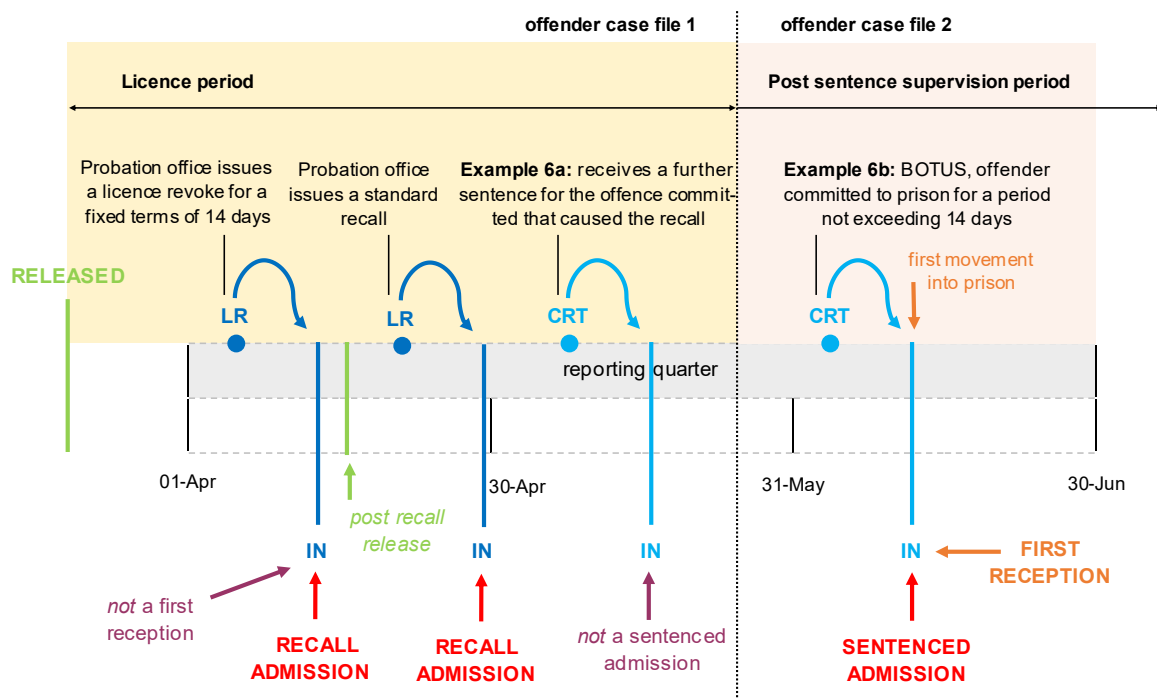 offender case file 1
offender case file 2
Licence period
Post sentence supervision period
Probation office issues
a licence revoke for a
fixed terms of 14 days
Probation office
issues a standard
recall
Example 6a: receives a further
sentence for the offence commit-
ted that caused the recall
Example 6b: BOTUS, offender
committed to prison for a period
not exceeding 14 days
RELEASED
first movement
into prison
LR
LR
CRT
CRT
reporting quarter
01-Apr
30-Apr
31-May
30-Jun
post recall
release
IN
IN
IN
IN
FIRST
RECEPTION
not a first
reception
RECALL
ADMISSION
RECALL
ADMISSION
not a sentenced
admission
SENTENCED
ADMISSION